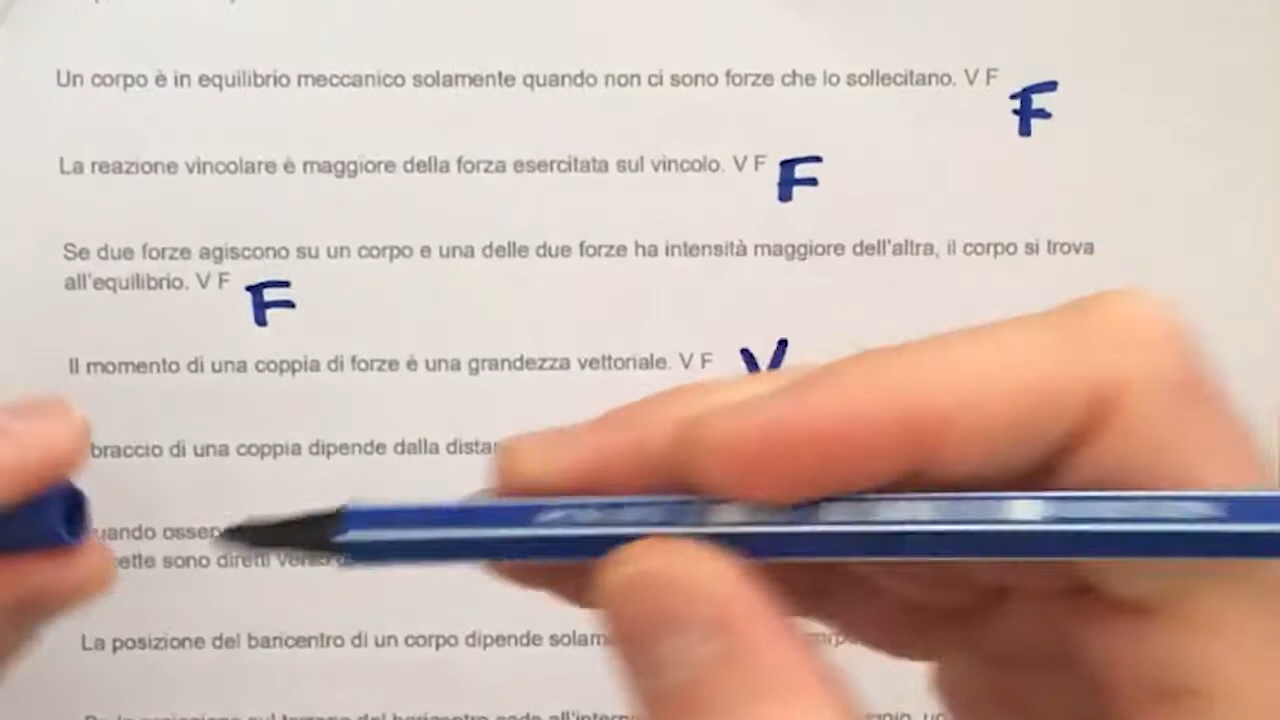 Un corpo è in equilibrio meccanico solamente quando non ci sono forze che lo sollecitano. V F
F
La reazione vincolare è maggiore della forza esercitata sul vincolo. V F F
Se due forze agiscono su un corpo e una delle due forze ha intensità maggiore dell'altra, il corpo si trova
all'equilibrio. V F F
Il momento di una coppia di forze è una grandezza vettoriale. V F V
braccio di una coppia dipende dalla
sono diretti
La posizione del baricentro di un corpo dipende